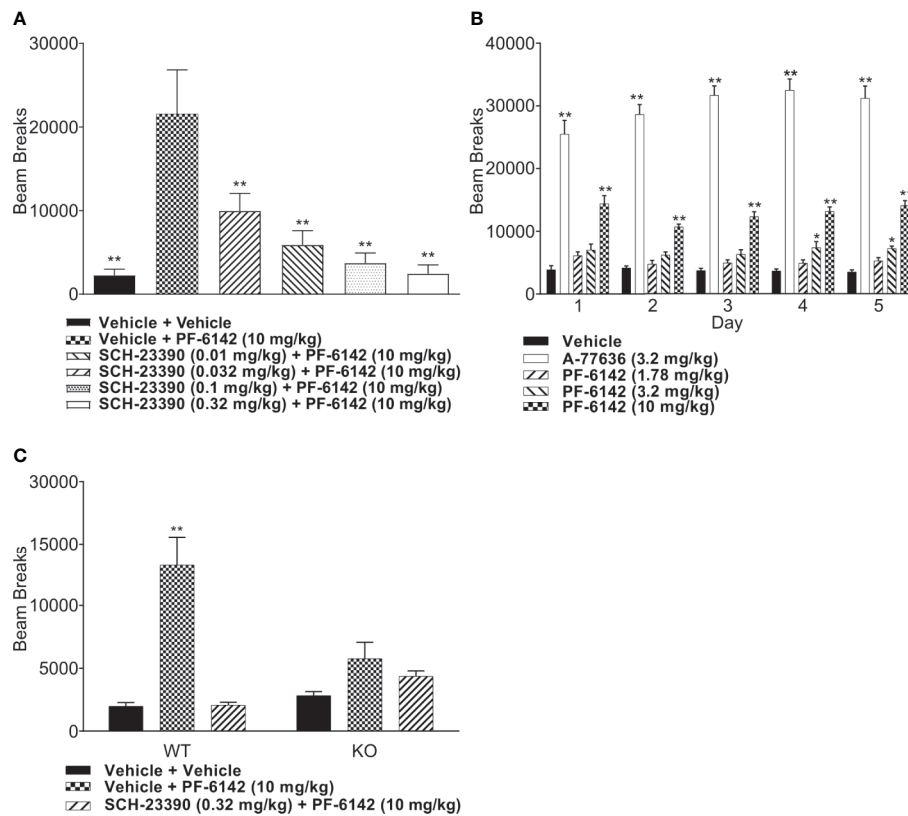 A
30000
20000
10000
0
Beam Breaks
**
**
**
**
**
Vehicle + Vehicle
Vehicle + PF-6142 (10 mg/kg)
SCH-23390 (0.01 mg/kg) + PF-6142 (10 mg/kg)
SCH-23390 (0.032 mg/kg) + PF-6142 (10 mg/kg)
SCH-23390 (0.1 mg/kg) + PF-6142 (10 mg/kg)
SCH-23390 (0.32 mg/kg) + PF-6142 (10 mg/kg)
B
40000
30000
20000
10000
0
Beam Breaks
** ** ** ** **
** ** ** * ** * **
1 2 3 4 5
Day
Vehicle
A-77636 (3.2 mg/kg)
PF-6142 (1.78 mg/kg)
PF-6142 (3.2 mg/kg)
PF-6142 (10 mg/kg)
C
30000
15000
10000
5000
0
Beam Breaks
**
WT KO
Vehicle + Vehicle
Vehicle + PF-6142 (10 mg/kg)
SCH-23390 (0.32 mg/kg) + PF-6142 (10 mg/kg)